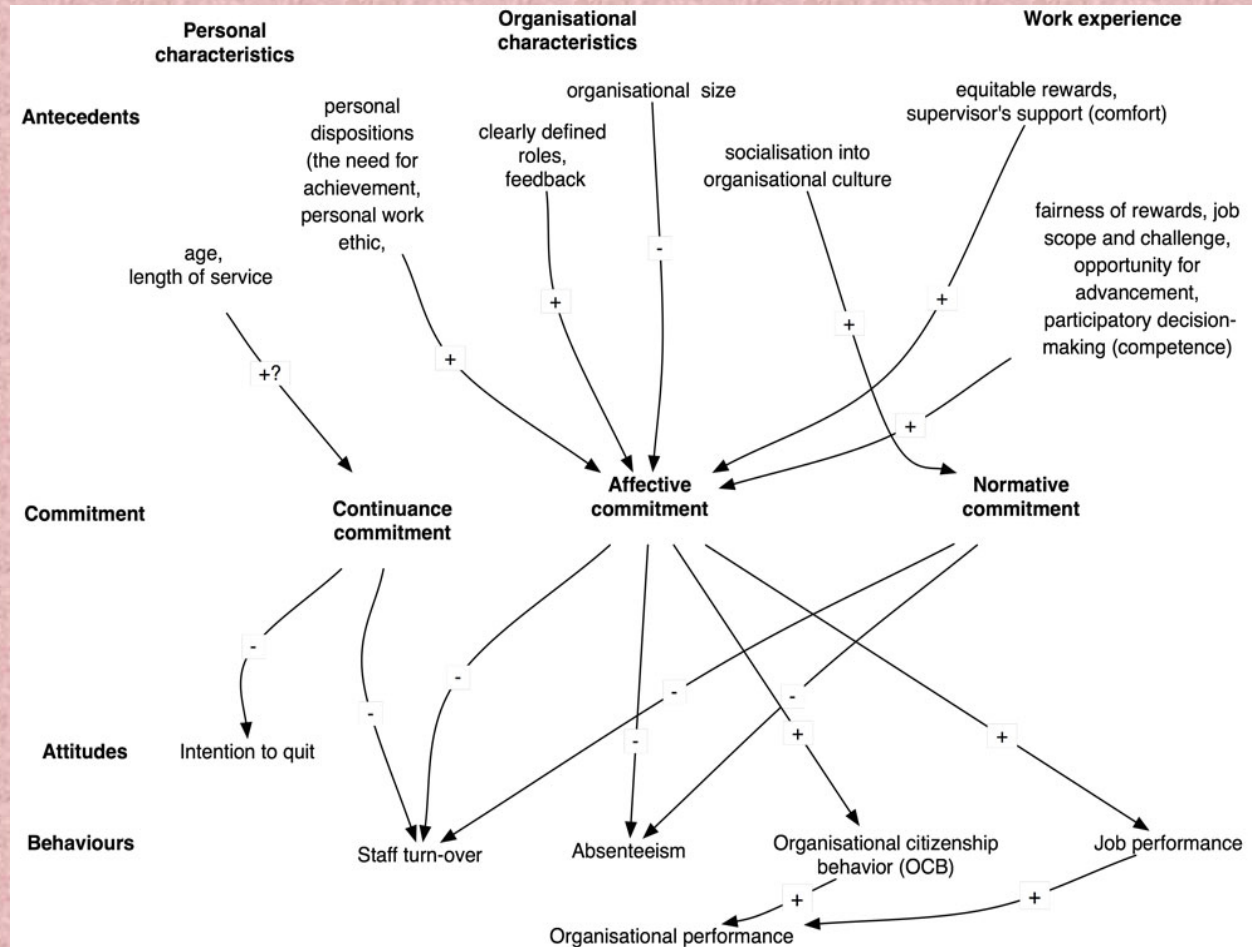 Personal
characteristics
Organisational
characteristics
Work experience
Antecedents
personal
dispositions
(the need for
achievement,
personal work
ethic,
clearly defined
roles,
feedback
organisational size
socialisation into
organisational culture
equitable rewards,
supervisor's support (comfort)
fairness of rewards, job
scope and challenge,
opportunity for
advancement,
participatory decision-
making (competence)
age,
length of service
+?
+
+
-
+
+
+
Commitment
Continuance
commitment
Affective
commitment
Normative
commitment
-
-
-
-
-
-
+
+
Attitudes
Intention to quit
Behaviours
Staff turn-over
Absenteeism
Organisational citizenship
behavior (OCB)
Job performance
+
+
Organisational performance